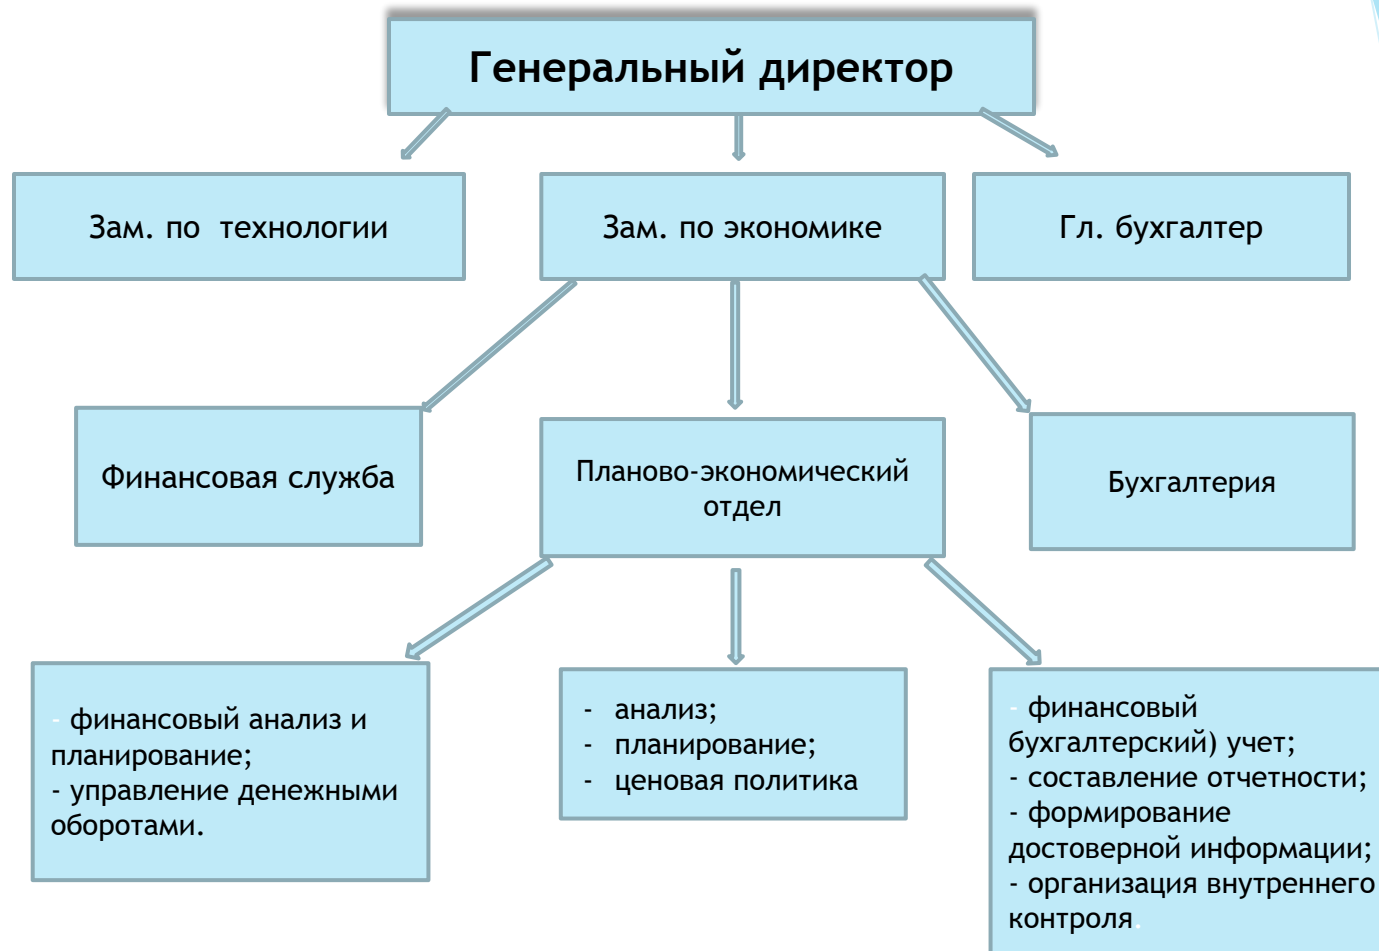 Генеральный директор
Зам. по технологии
Зам. по экономике
Гл. бухгалтер
Финансовая служба
Планово-экономический
отдел
Бухгалтерия
- финансовый анализ и
планирование;
- управление денежными
оборотами.
- анализ;
- планирование;
- ценовая политика
- финансовый
бухгалтерский) учет;
- составление отчетности;
- формирование
достоверной информации;
- организация внутреннего
контроля.